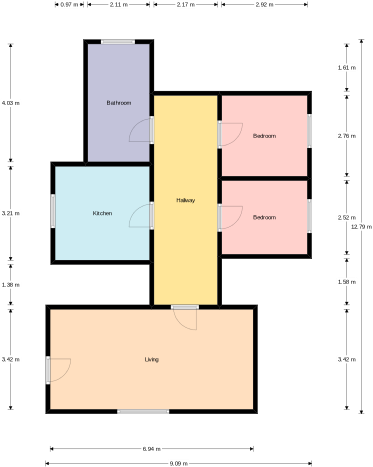 0.97 m
2.11 m
2.17 m
2.92 m
4.03 m
1.61 m
Bathroom
Bedroom
2.76 m
Hallway
Kitchen
3.21 m
Bedroom
2.52 m
12.79 m
1.38 m
1.58 m
Living
3.42 m
3.42 m
6.94 m
9.09 m